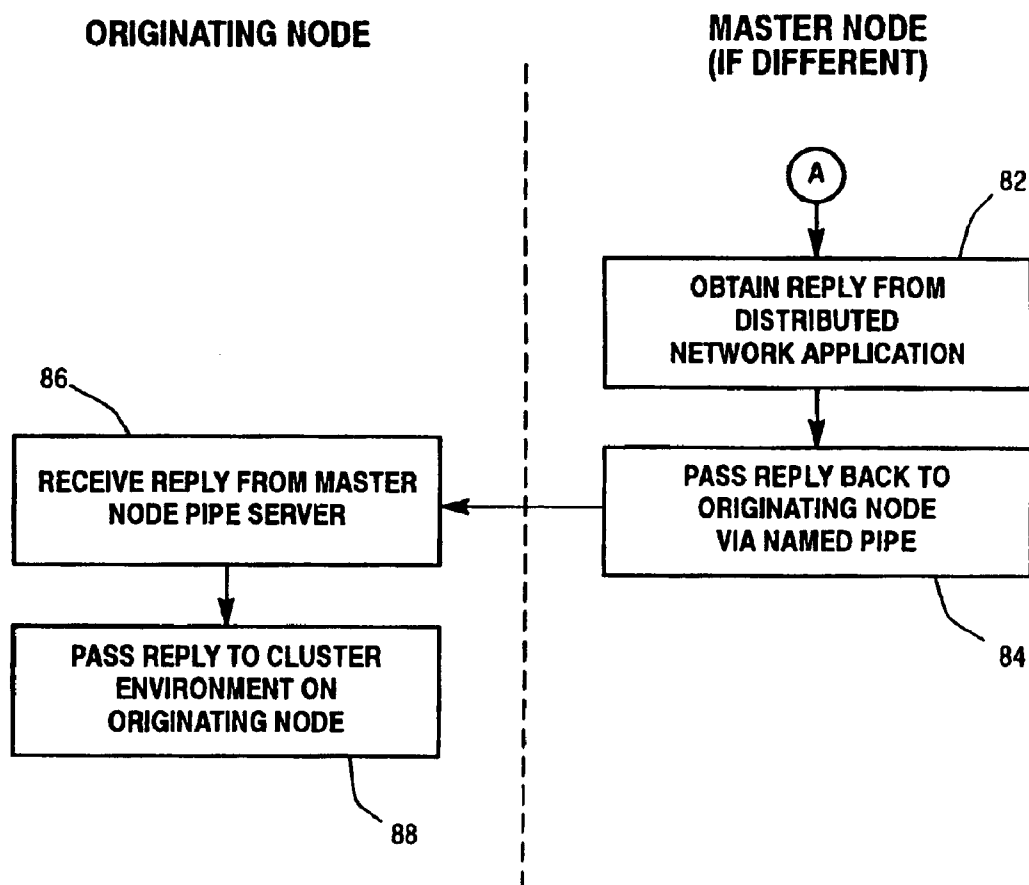 ORIGINATING NODE
MASTER NODE
(IF DIFFERENT)
A
82
OBTAIN REPLY FROM
DISTRIBUTED
NETWORK APPLICATION
86
RECEIVE REPLY FROM MASTER
NODE PIPE SERVER
PASS REPLY BACK TO
ORIGINATING NODE
VIA NAMED PIPE
84
PASS REPLY TO CLUSTER
ENVIRONMENT ON
ORIGINATING NODE
88